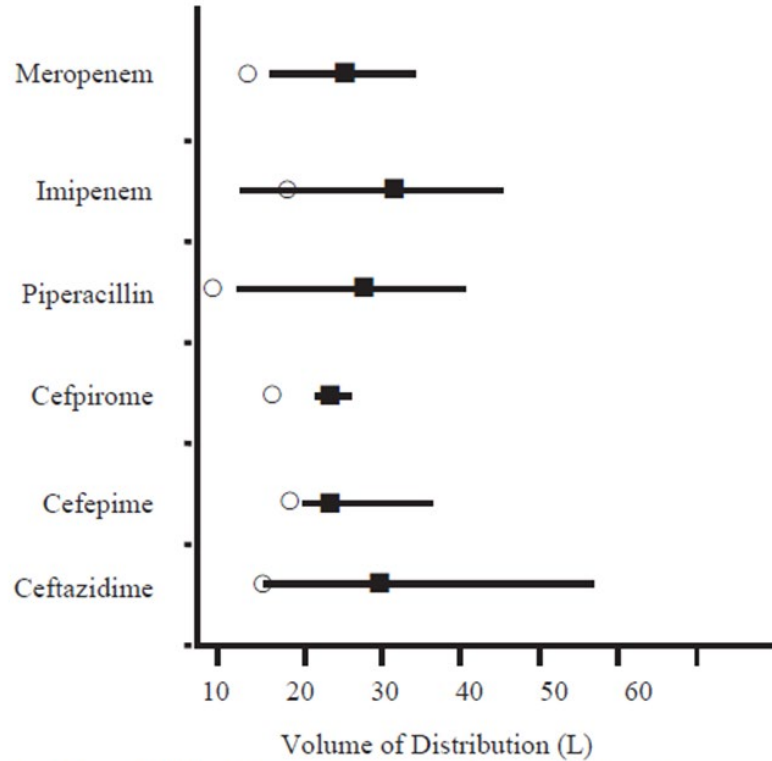 Meropenem
Imipenem
Piperacillin
Cefpirome
Cefepime
Ceftazidime
10 20 30 40 50 60
Volume of Distribution (L)